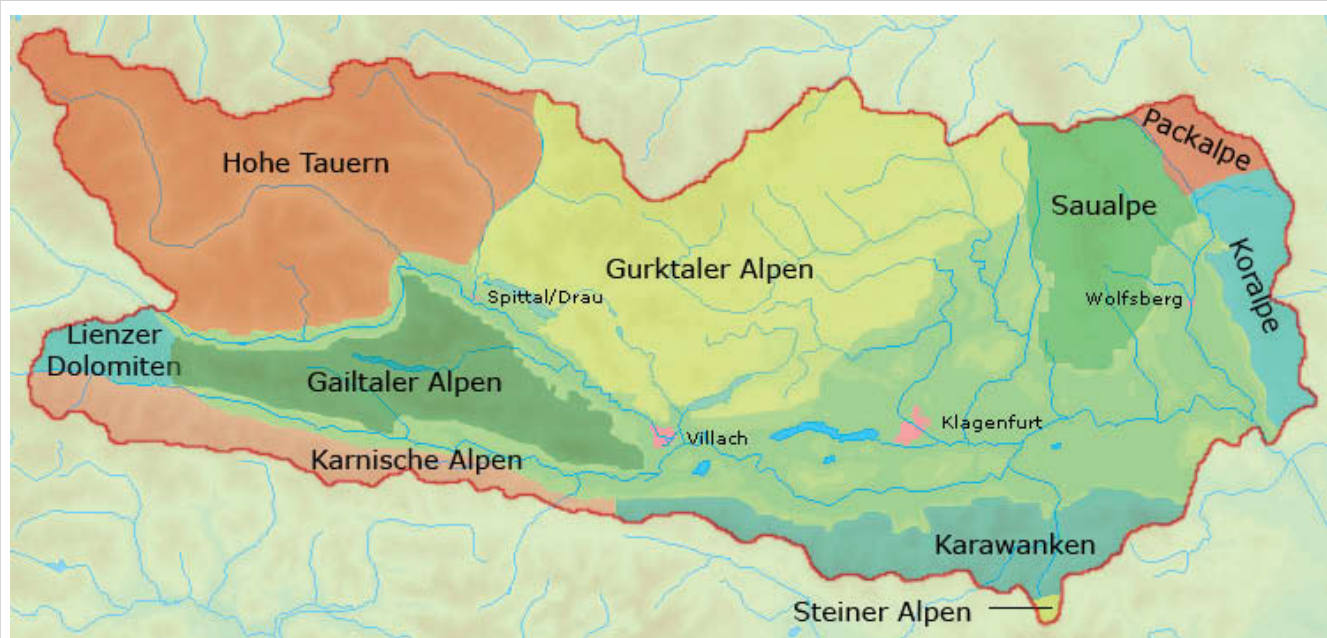 Packalpe
Hohe Tauern
Saualpe
Gurktaler Alpen
Koralpe
Spittal/Drau
Wolfsberg
Lienzer
Dolomiten
Gailtaler Alpen
Klagenfurt
Villach
Karnische Alpen
Karawanken
Steiner Alpen